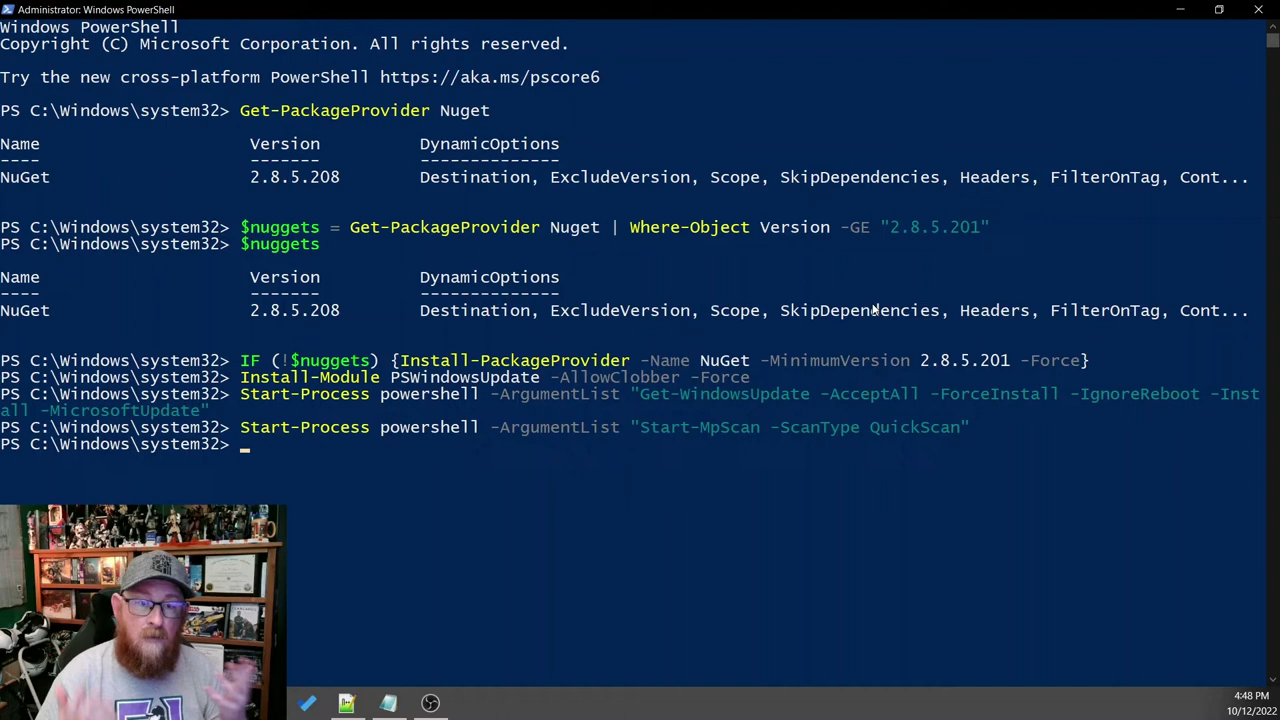 Administrator: Windows PowerShell
Windows PowerShell
Copyright (C) Microsoft Corporation. All rights reserved.
Try the new cross-platform PowerShell https://aka.ms/pscore6
PS C:\Windows\system32> Get-PackageProvider Nuget
Name Version DynamicOptions
---- ------- --------------
NuGet 2.8.5.208 Destination, ExcludeVersion, Scope, SkipDependencies, Headers, FilterOnTag, Cont...
PS C:\Windows\system32> $nuggets = Get-PackageProvider Nuget | Where-Object Version -GE "2.8.5.201"
PS C:\Windows\system32> $nuggets
Name Version DynamicOptions
---- ------- --------------
NuGet 2.8.5.208 Destination, ExcludeVersion, Scope, SkipDependencies, Headers, FilterOnTag, Cont...
PS C:\Windows\system32> IF (!$nuggets) {Install-PackageProvider -Name NuGet -MinimumVersion 2.8.5.201 -Force}
PS C:\Windows\system32> Install-Module PSWindowsUpdate -AllowClobber -Force
PS C:\Windows\system32> Start-Process powershell -ArgumentList "Get-WindowsUpdate -AcceptAll -ForceInstall -IgnoreReboot -Inst
all -MicrosoftUpdate"
PS C:\Windows\system32> Start-Process powershell -ArgumentList "Start-MpScan -ScanType QuickScan"
PS C:\Windows\system32>
4:48 PM
10/12/2022